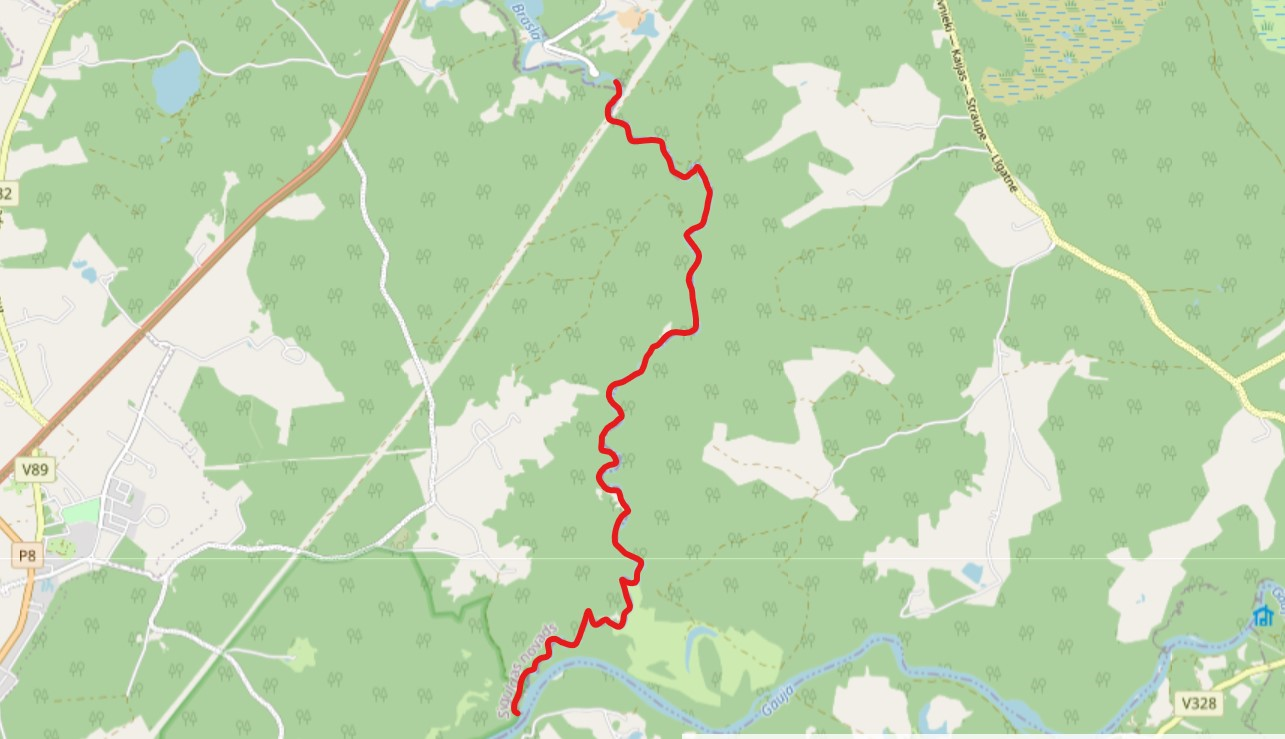 Brasla
vnieki — Kaijas — Straupe — Līgatne
32
V89
P8
Siguldas novads
Gauja
V328